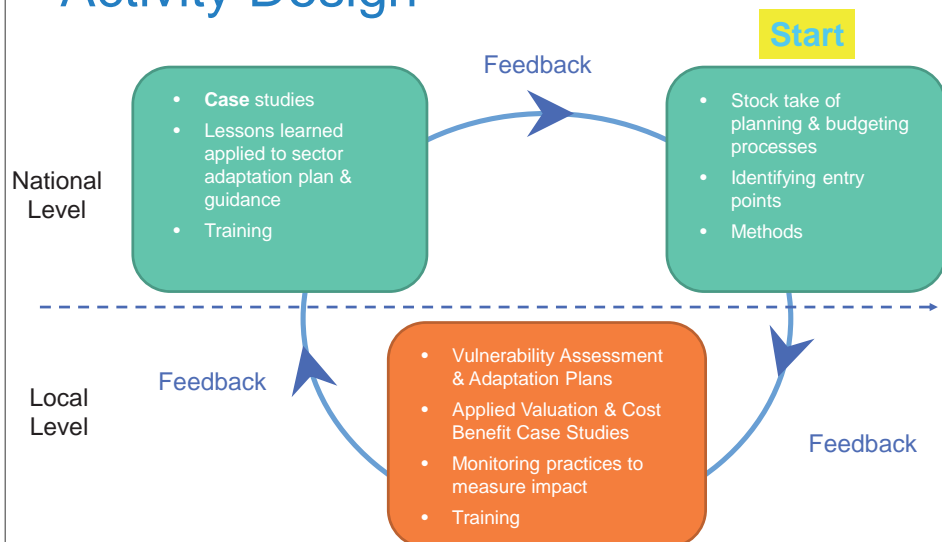 Activity Design
Start
Feedback
• Case studies
• Lessons learned
applied to sector
adaptation plan &
guidance
• Training
• Stock take of
planning & budgeting
processes
• Identifying entry
points
• Methods
National
Level
Feedback
• Vulnerability Assessment
& Adaptation Plans
• Applied Valuation & Cost
Benefit Case Studies
• Monitoring practices to
measure impact
• Training
Local
Level
Feedback